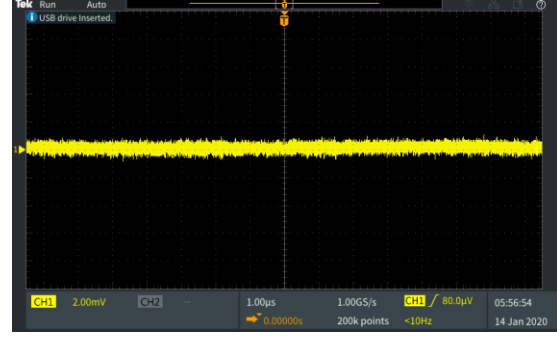 Tek Run Auto
USB drive Inserted.
T
T
1
CH1 2.00mV CH2 -- 1.00µs 1.00GS/s CH1 80.0µV 05:56:54
0.00000s 200k points <10Hz 14 Jan 2020